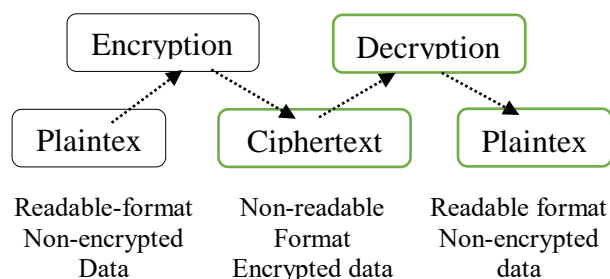 Encryption
Decryption
Plaintex
Ciphertext
Plaintex
Readable-format
Non-encrypted
Data
Non-readable
Format
Encrypted data
Readable format
Non-encrypted
data